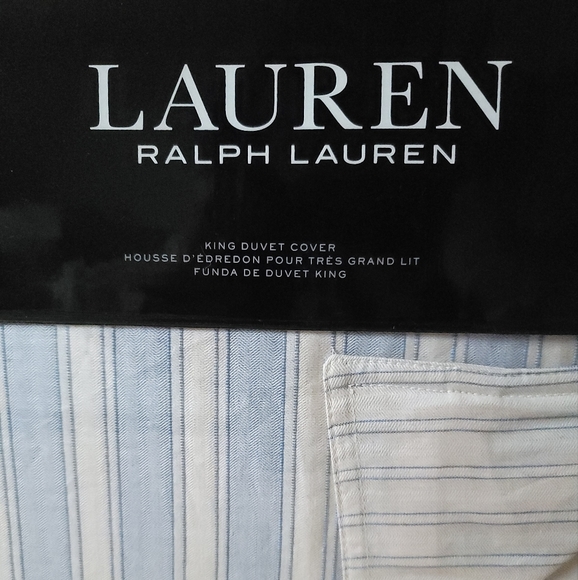 LAUREN
RALPH LAUREN
KING DUVET COVER
HOUSSE D'ÉDREDON POUR TRÈS GRAND LIT
FUNDA DE DUVET KING